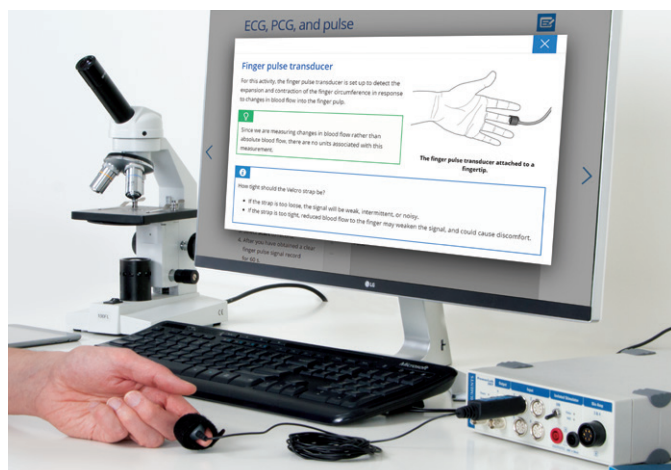 ECG, PCG, and pulse
Finger pulse transducer
For this activity, the finger pulse transducer is set up to detect the
expansion and contraction of the finger circumference in response
to changes in blood flow into the finger pulp.
Since we are measuring changes in blood flow rather than
absolute blood flow, there are no units associated with this
measurement.
The finger pulse transducer attached to a
fingertip.
How tight should the Velcro strap be?
• If the strap is too loose, the signal will be weak, intermittent, or noisy.
• If the strap is too tight, reduced blood flow to the finger may weaken the signal, and could cause discomfort.
4. After you have obtained a clear
finger pulse signal record
for 60 s.
LG
Microsoft
Output
Input